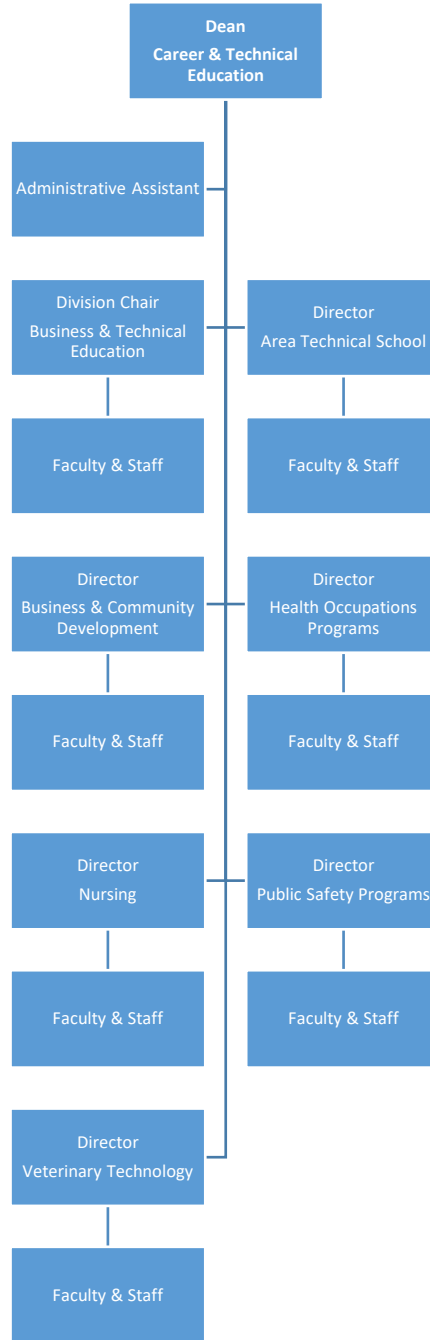 Dean
Career & Technical
Education
Administrative Assistant
Division Chair
Business & Technical
Education
Director
Area Technical School
Faculty & Staff
Faculty & Staff
Director
Business & Community
Development
Director
Health Occupations
Programs
Faculty & Staff
Faculty & Staff
Director
Nursing
Director
Public Safety Programs
Faculty & Staff
Faculty & Staff
Director
Veterinary Technology
Faculty & Staff